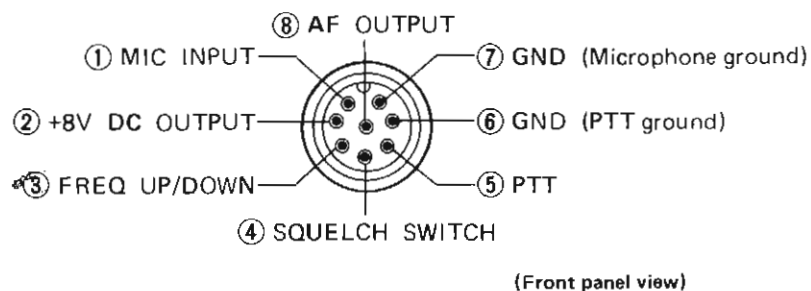 ⑧ AF OUTPUT
① MIC INPUT
⑦ GND (Microphone ground)
② +8V DC OUTPUT
⑥ GND (PTT ground)
③ FREQ UP/DOWN
⑤ PTT
④ SQUELCH SWITCH
(Front panel view)